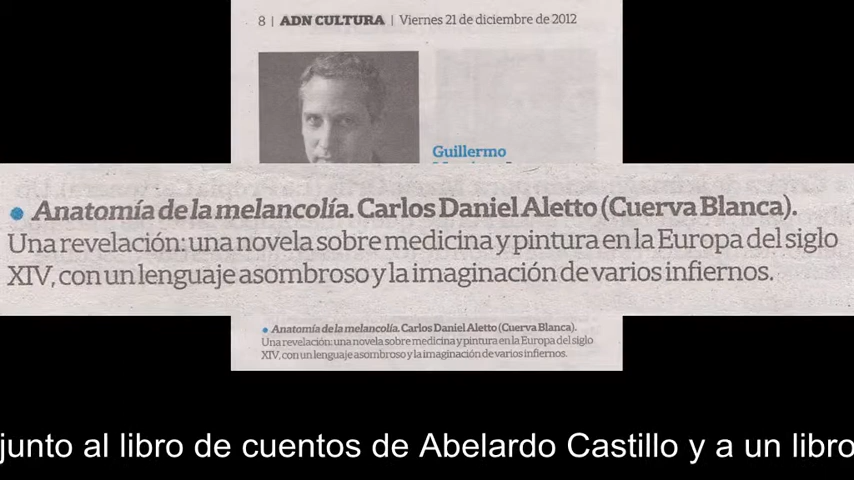 8 | ADN CULTURA | Viernes 21 de diciembre de 2012
Guillermo
• Anatomía de la melancolía. Carlos Daniel Aletto (Cuerva Blanca).
Una revelación: una novela sobre medicina y pintura en la Europa del siglo
XIV, con un lenguaje asombroso y la imaginación de varios infiernos.
• Anatomía de la melancolía. Carlos Daniel Aletto (Cuerva Blanca).
Una revelación: una novela sobre medicina y pintura en la Europa del siglo
XIV, con un lenguaje asombroso y la imaginación de varios infiernos.
junto al libro de cuentos de Abelardo Castillo y a un libro